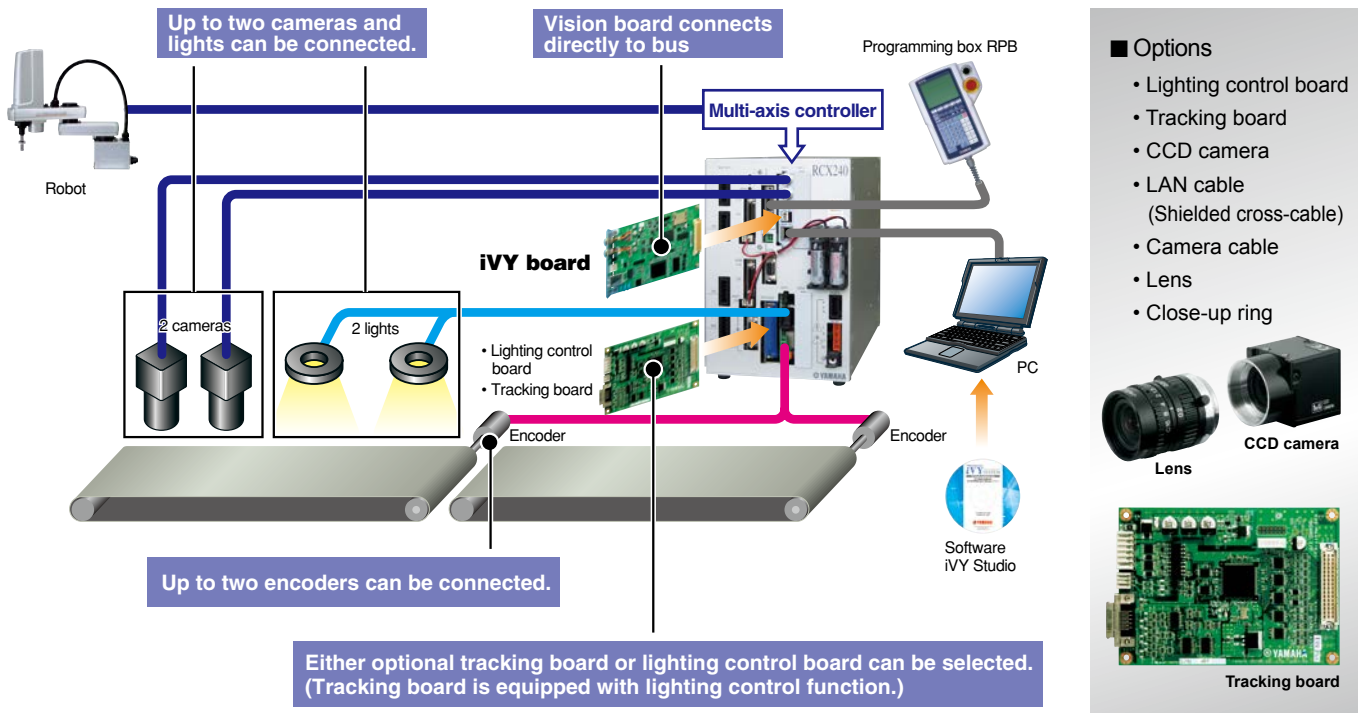 Up to two cameras and
lights can be connected.
Vision board connects
directly to bus
Programming box RPB
Multi-axis controller
RCX240
Robot
iVY board
2 cameras
2 lights
• Lighting control
board
• Tracking board
YAMAHA
PC
Encoder
Encoder
iVY
YAMAHA
Software
iVY Studio
Up to two encoders can be connected.
Either optional tracking board or lighting control board can be selected.
(Tracking board is equipped with lighting control function.)
■ Options
• Lighting control board
• Tracking board
• CCD camera
• LAN cable
(Shielded cross-cable)
• Camera cable
• Lens
• Close-up ring
CCD camera
Lens
YAMAHA
Tracking board